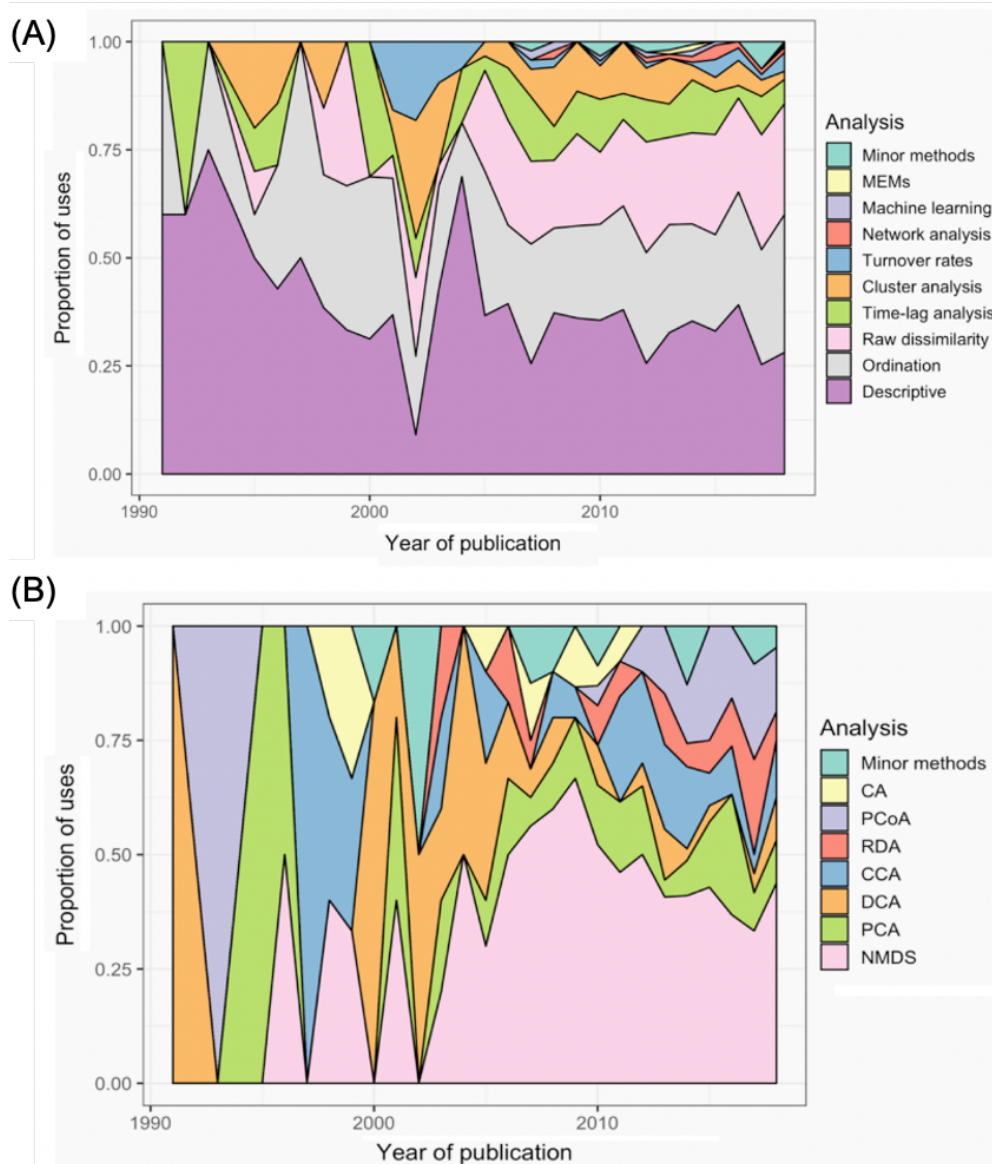 (A)
1.00
0.75
0.50
0.25
0.00
Proportion of uses
1990
2000
2010
Year of publication
Analysis
Minor methods
MEMs
Machine learning
Network analysis
Turnover rates
Cluster analysis
Time-lag analysis
Raw dissimilarity
Ordination
Descriptive
(B)
1.00
0.75
0.50
0.25
0.00
Proportion of uses
1990
2000
2010
Year of publication
Analysis
Minor methods
CA
PCoA
RDA
CCA
DCA
PCA
NMDS